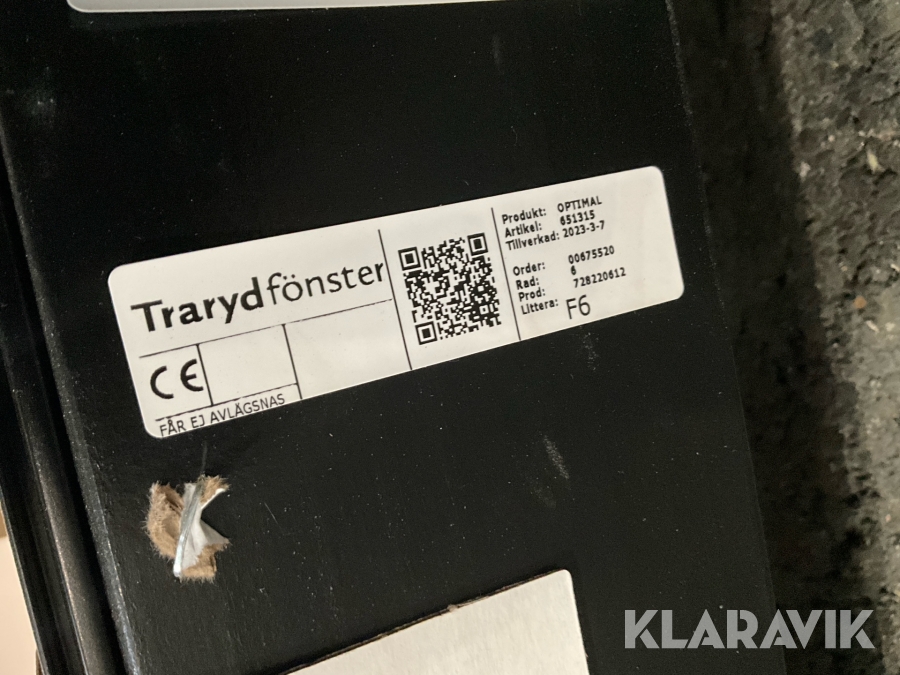 Trarydfönster
CE
FÅR EJ AVLÄGSNAS
Produkt: OPTIMAL
Artikel: 651315
Tillverkad: 2023-3-7
Order: 00675520
Rad: 6
Prod: 728220612
Littera: F6
KLARAVIK